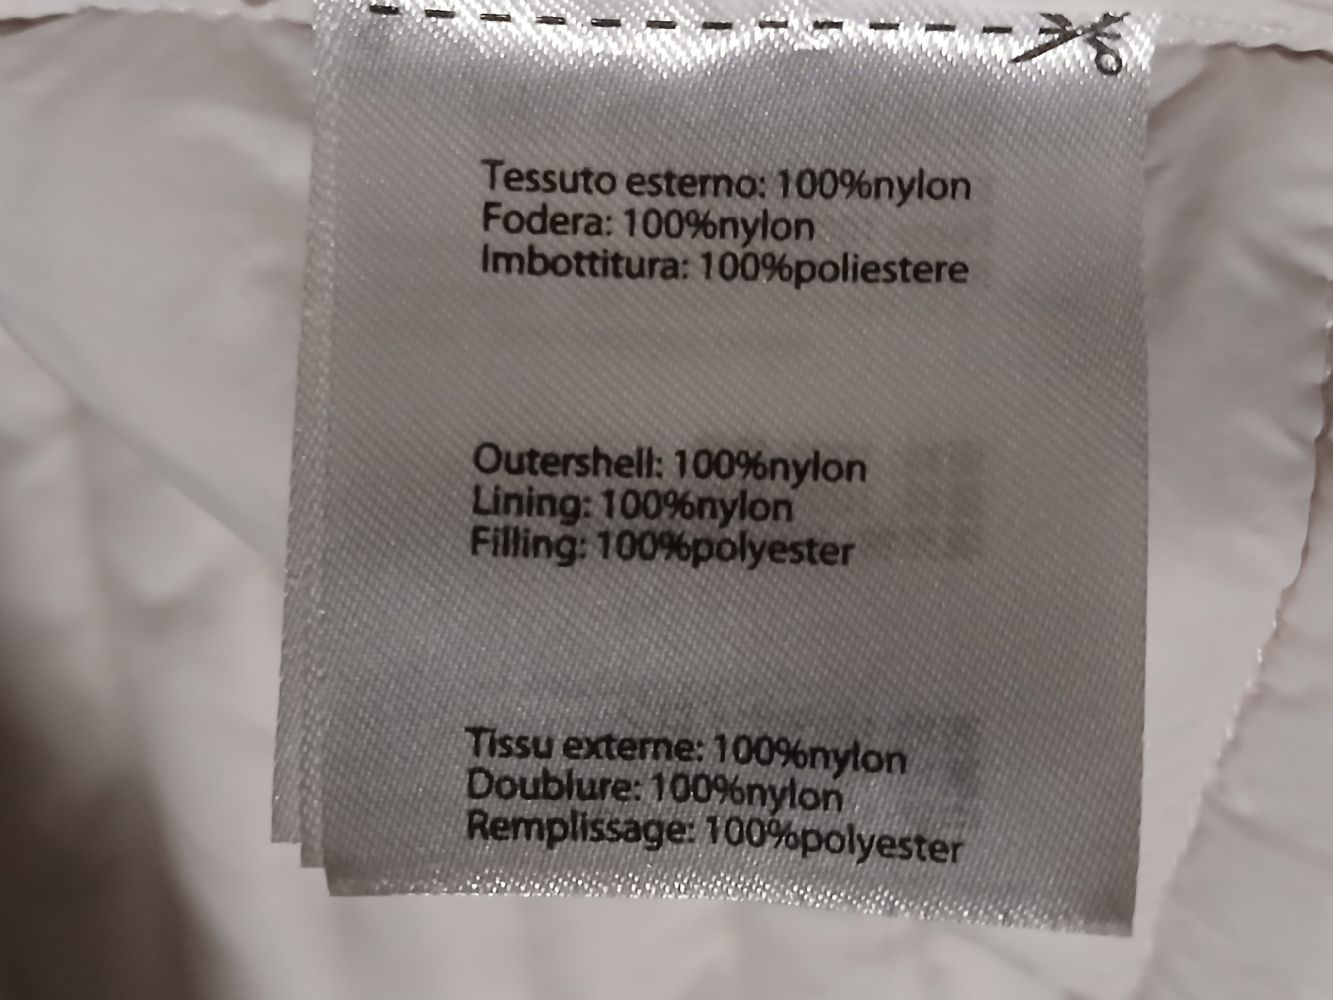 Tessuto esterno: 100%nylon
Fodera: 100%nylon
Imbottitura: 100%poliestere
Outershell: 100%nylon
Lining: 100%nylon
Filling: 100%polyester
Tissu externe: 100%nylon
Doublure: 100%nylon
Remplissage: 100%polyester